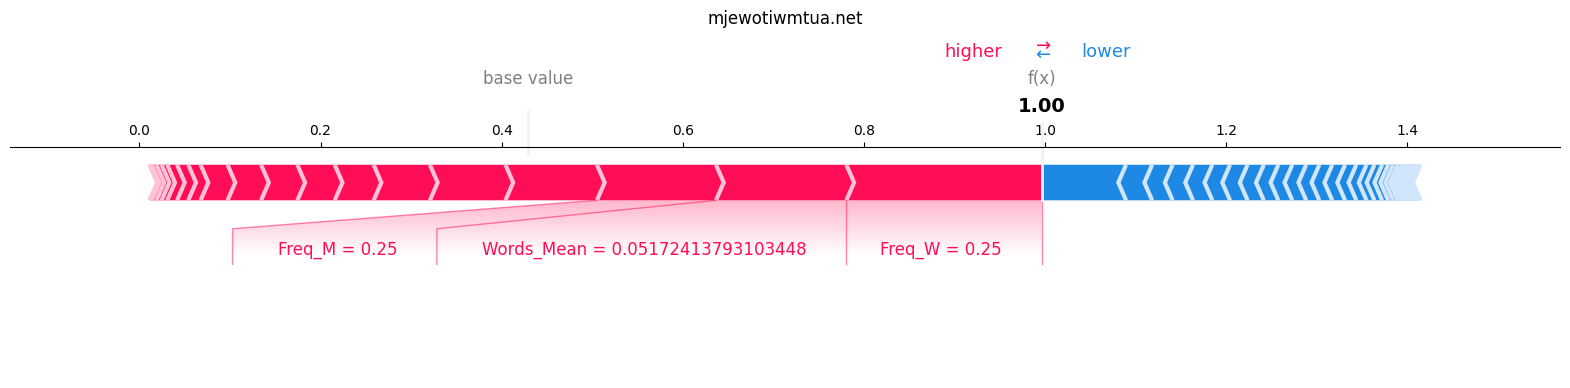 mjewotiwmtua.net
higher → lower
←
base value f(x)
1.00
0.0 0.2 0.4 0.6 0.8 1.0 1.2 1.4
Freq_M = 0.25 Words_Mean = 0.05172413793103448 Freq_W = 0.25